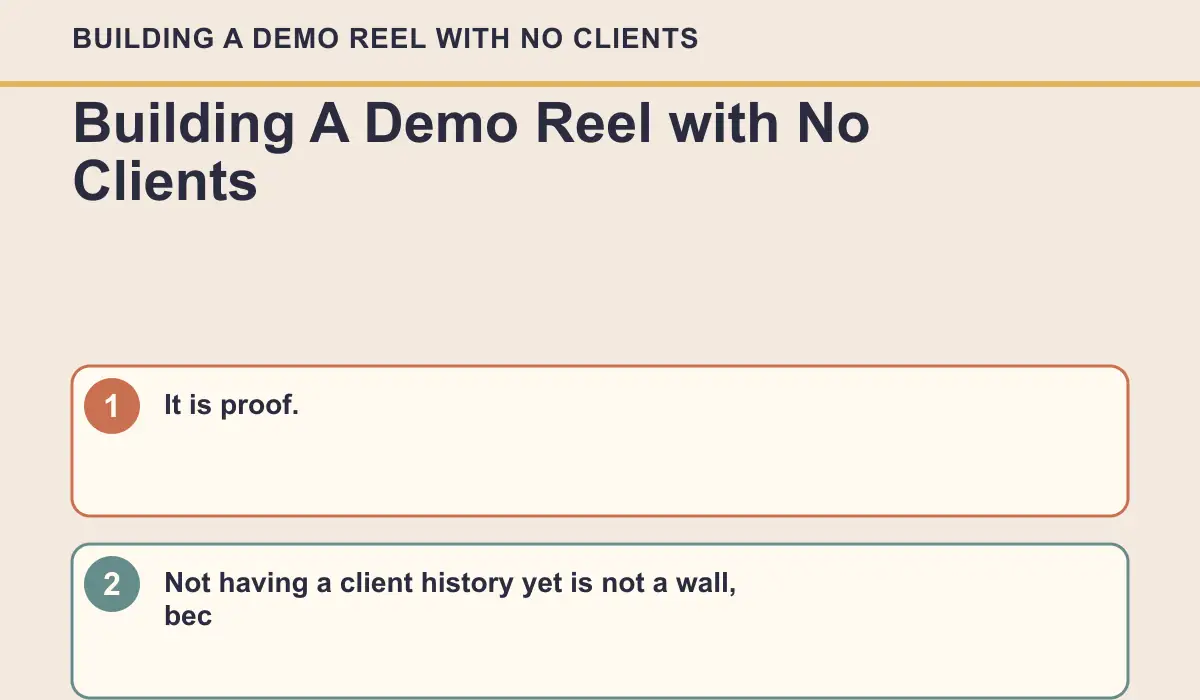 BUILDING A DEMO REEL WITH NO CLIENTS
Building A Demo Reel with No
Clients
1
It is proof.
2
Not having a client history yet is not a wall,
bec